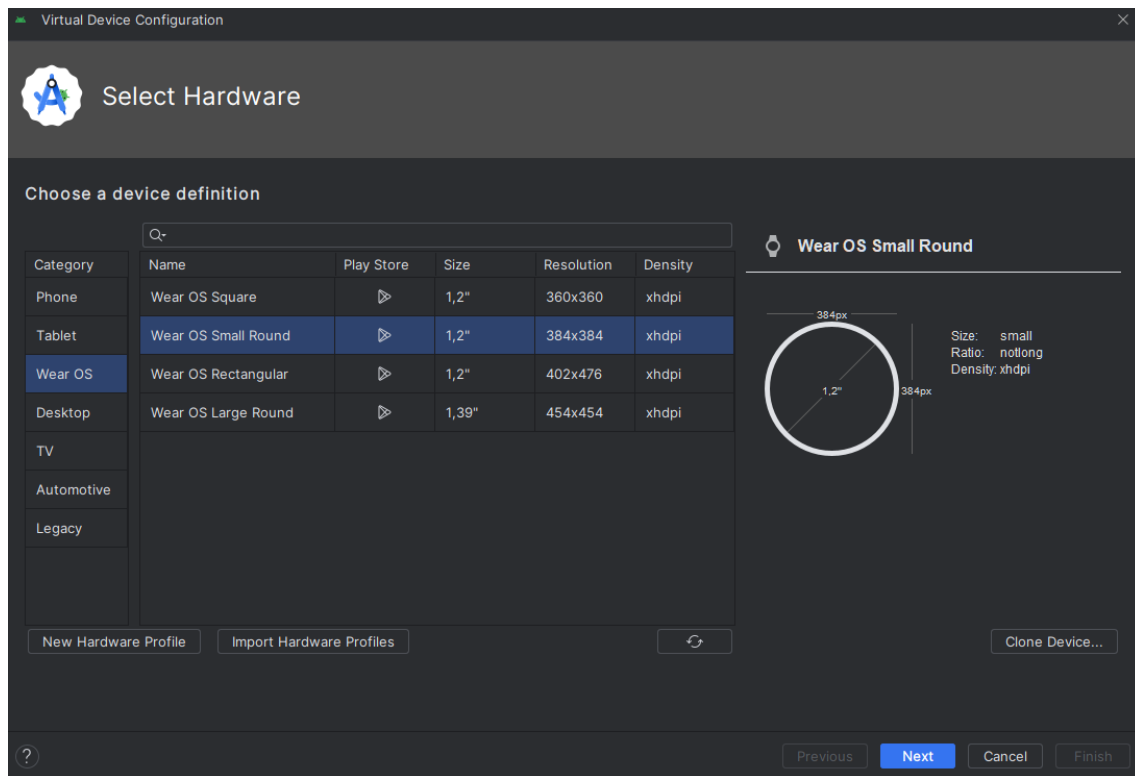 Virtual Device Configuration
Select Hardware
Choose a device definition
Category
Phone
Tablet
Wear OS
Desktop
TV
Automotive
Legacy
Name Play Store Size Resolution Density
Wear OS Square 1,2" 360x360 xhdpi
Wear OS Small Round 1,2" 384x384 xhdpi
Wear OS Rectangular 1,2" 402x476 xhdpi
Wear OS Large Round 1,39" 454x454 xhdpi
Wear OS Small Round
384px
1,2"
384px
Size: small
Ratio: notlong
Density: xhdpi
New Hardware Profile Import Hardware Profiles Clone Device...
? Previous Next Cancel Finish